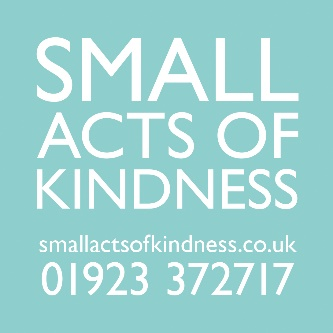 SMALL
ACTS OF
KINDNESS
smallactsofkindness.co.uk
01923 372717